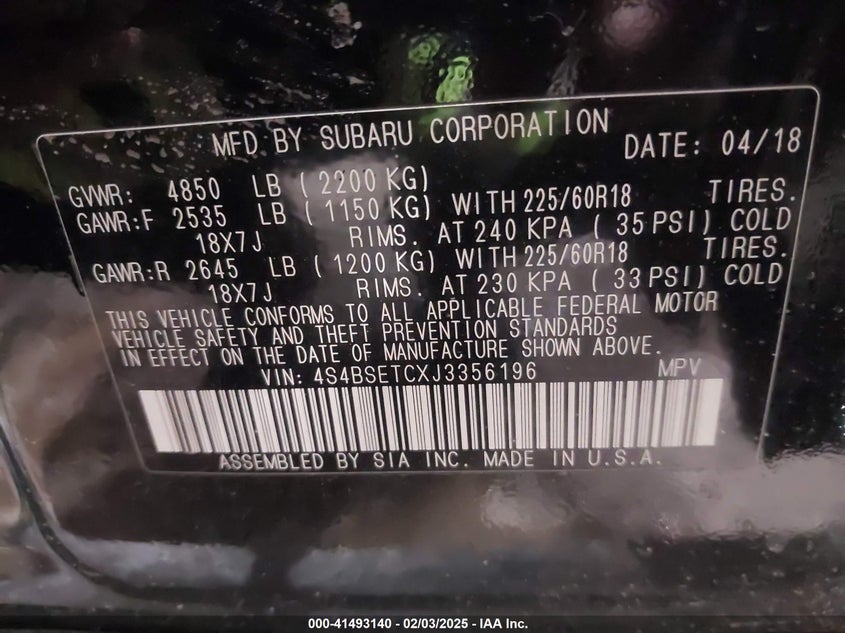 MFD BY SUBARU CORPORATION DATE: 04/18
GVWR: 4850 LB (2200 KG)
GAWR:F 2535 LB (1150 KG) WITH 225/60R18 TIRES.
18X7J RIMS. AT 240 KPA (35 PSI) COLD
GAWR:R 2645 LB (1200 KG) WITH 225/60R18 TIRES.
18X7J RIMS. AT 230 KPA (33 PSI) COLD
THIS VEHICLE CONFORMS TO ALL APPLICABLE FEDERAL MOTOR
VEHICLE SAFETY AND THEFT PREVENTION STANDARDS
IN EFFECT ON THE DATE OF MANUFACTURE SHOWN ABOVE.
VIN: 4S4BSETCXJ3356196 MPV
ASSEMBLED BY SIA INC. MADE IN U.S.A.
000-41493140 - 02/03/2025 - IAA Inc.